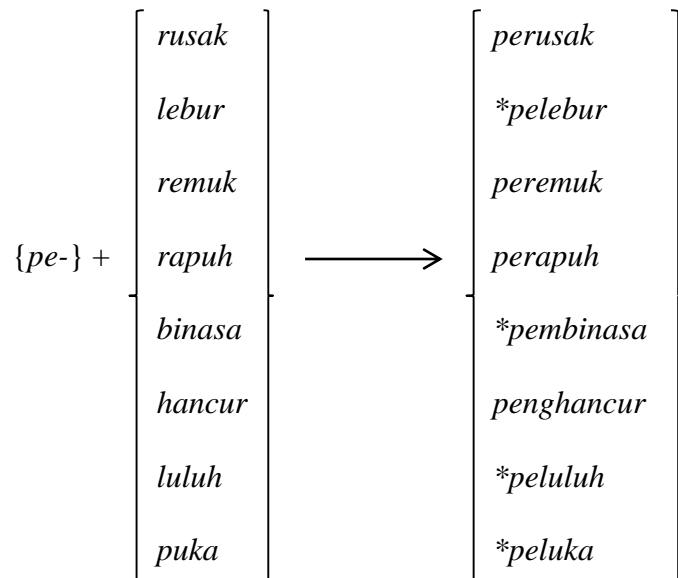 rusak perusak
lebur *pelebur
remuk peremuk
{pe-} + rapuh perapuh
binasa *pembinasa
hancur penghancur
luluh *peluluh
puka *peluka